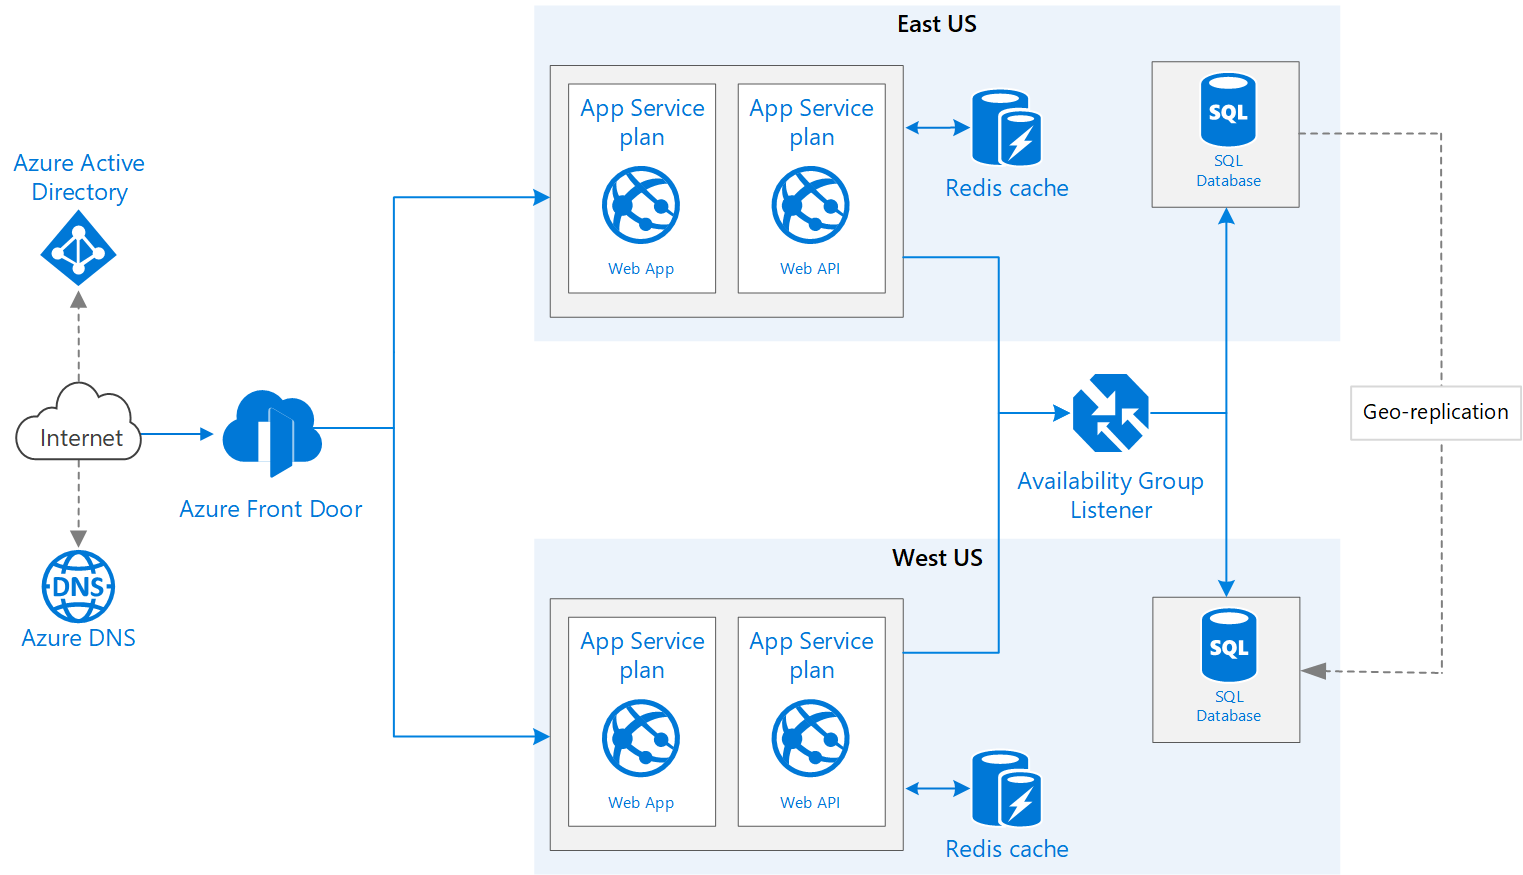 East US
App Service
plan
Web App
App Service
plan
Web API
Redis cache
SQL
SQL
Database
Azure Active
Directory
Internet
Azure Front Door
DNS
Azure DNS
Availability Group
Listener
Geo-replication
West US
App Service
plan
Web App
App Service
plan
Web API
Redis cache
SQL
SQL
Database